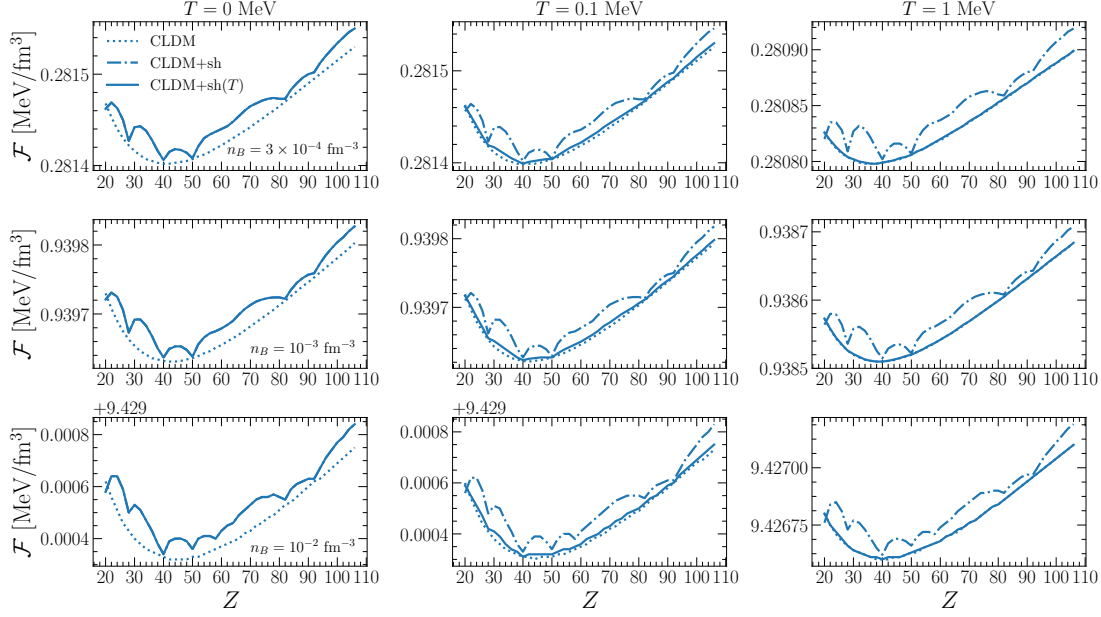 T = 0 MeV
T = 0.1 MeV
T = 1 MeV
F [MeV/fm³]
0.2815
0.2814
CLDM
CLDM+sh
CLDM+sh(T)
n_B = 3 × 10⁻⁴ fm⁻³
20 30 40 50 60 70 80 90 100 110
0.2815
0.2814
20 30 40 50 60 70 80 90 100 110
0.28090
0.28085
0.28080
20 30 40 50 60 70 80 90 100 110
F [MeV/fm³]
0.9398
0.9397
n_B = 10⁻³ fm⁻³
20 30 40 50 60 70 80 90 100 110
0.9398
0.9397
20 30 40 50 60 70 80 90 100 110
0.9387
0.9386
0.9385
20 30 40 50 60 70 80 90 100 110
F [MeV/fm³]
+9.429
0.0008
0.0006
0.0004
n_B = 10⁻² fm⁻³
20 30 40 50 60 70 80 90 100 110
Z
+9.429
0.0008
0.0006
0.0004
20 30 40 50 60 70 80 90 100 110
Z
9.42700
9.42675
20 30 40 50 60 70 80 90 100 110
Z